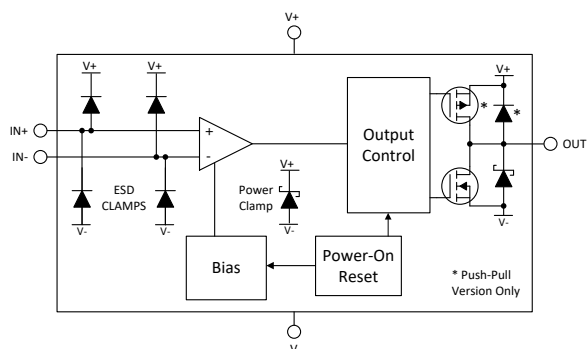 V+
V+
V+
V+
*
*
IN+
IN-
+
-
Output
Control
OUT
ESD
CLAMPS
Power
Clamp
V+
V-
V-
V-
V-
Bias
Power-On
Reset
* Push-Pull
Version Only